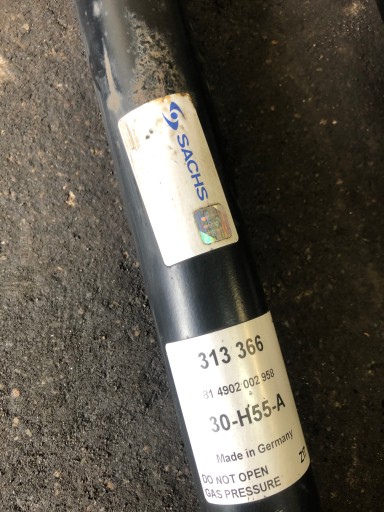 SACHS
313 366
81 4902 002 958
30-H55-A
Made in Germany
DO NOT OPEN
GAS PRESSURE